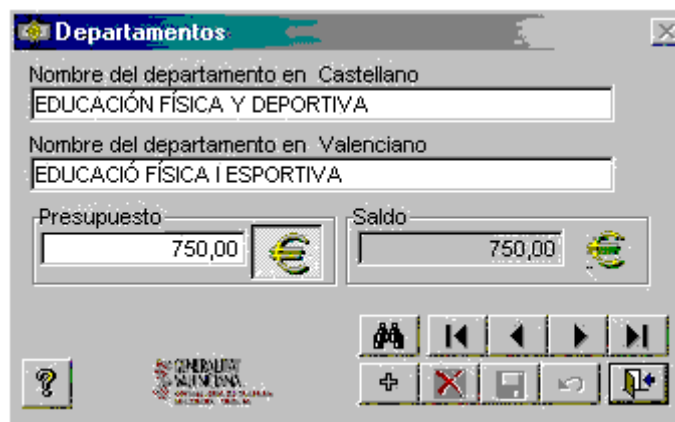 Departamentos
Nombre del departamento en Castellano
EDUCACIÓN FÍSICA Y DEPORTIVA
Nombre del departamento en Valenciano
EDUCACIÓ FÍSICA I ESPORTIVA
Presupuesto
Saldo
750,00 €
750,00 €
?
GENERALITAT
VALENCIANA